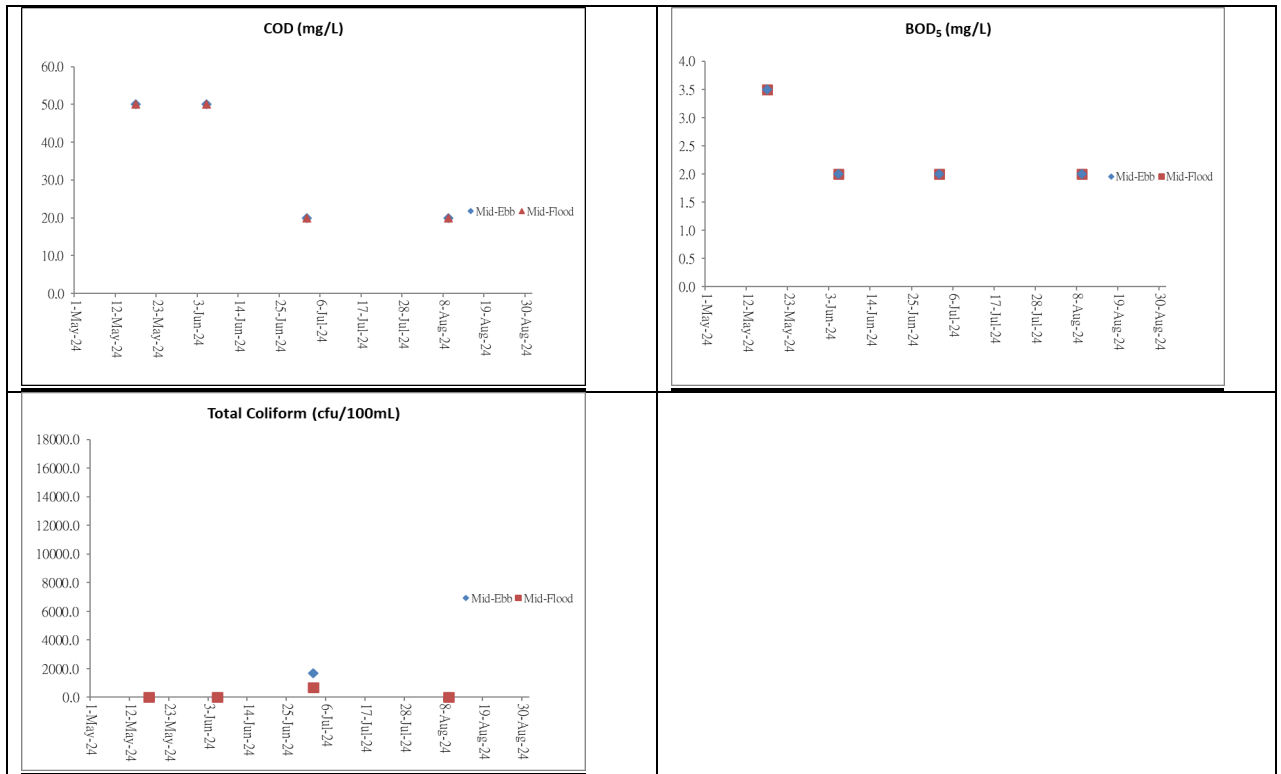 COD (mg/L)
60.0
50.0
40.0
30.0
20.0
10.0
0.0
1-May-24
12-May-24
23-May-24
3-Jun-24
14-Jun-24
25-Jun-24
6-Jul-24
17-Jul-24
28-Jul-24
8-Aug-24
19-Aug-24
30-Aug-24
Mid-Ebb Mid-Flood
BOD₅ (mg/L)
4.0
3.5
3.0
2.5
2.0
1.5
1.0
0.5
0.0
1-May-24
12-May-24
23-May-24
3-Jun-24
14-Jun-24
25-Jun-24
6-Jul-24
17-Jul-24
28-Jul-24
8-Aug-24
19-Aug-24
30-Aug-24
Mid-Ebb Mid-Flood
Total Coliform (cfu/100mL)
18000.0
16000.0
14000.0
12000.0
10000.0
8000.0
6000.0
4000.0
2000.0
0.0
1-May-24
12-May-24
23-May-24
3-Jun-24
14-Jun-24
25-Jun-24
6-Jul-24
17-Jul-24
28-Jul-24
8-Aug-24
19-Aug-24
30-Aug-24
Mid-Ebb Mid-Flood